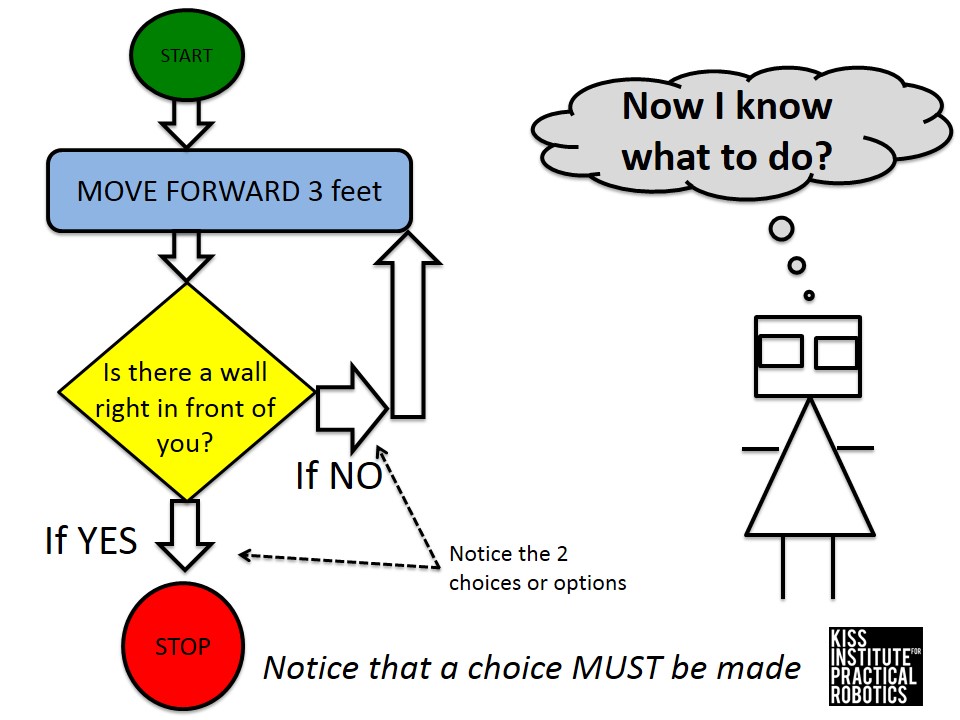 START
Now I know
what to do?
MOVE FORWARD 3 feet
Is there a wall
right in front of
you?
If NO
If YES
Notice the 2
choices or options
STOP
Notice that a choice MUST be made
KISS
INSTITUTE FOR
PRACTICAL
ROBOTICS